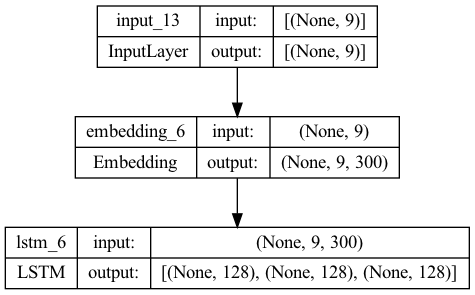 input_13 input: [(None, 9)]
InputLayer output: [(None, 9)]
embedding_6 input: (None, 9)
Embedding output: (None, 9, 300)
lstm_6 input: (None, 9, 300)
LSTM output: [(None, 128), (None, 128), (None, 128)]